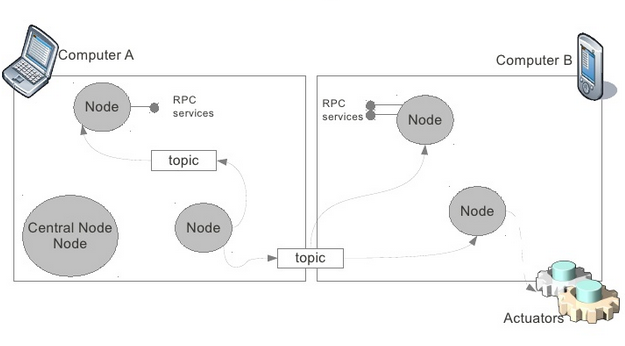 Computer A
Computer B
Node
RPC
services
RPC
services
Node
topic
Central Node
Node
Node
Node
topic
Actuators